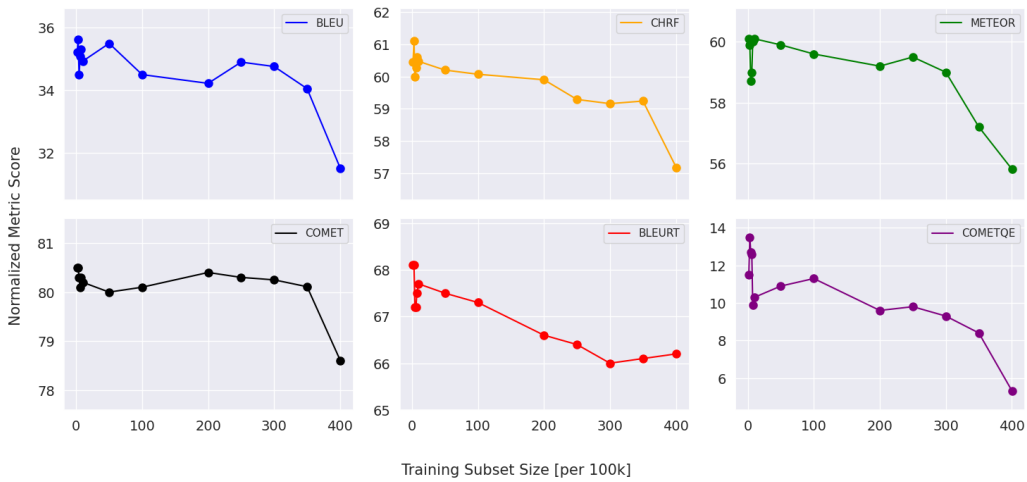 Normalized Metric Score
36
34
32
BLEU
62
61
60
59
58
57
CHRF
60
58
56
METEOR
81
80
79
78
COMET
0 100 200 300 400
69
68
67
66
65
BLEURT
0 100 200 300 400
14
12
10
8
6
COMETQE
0 100 200 300 400
Training Subset Size [per 100k]